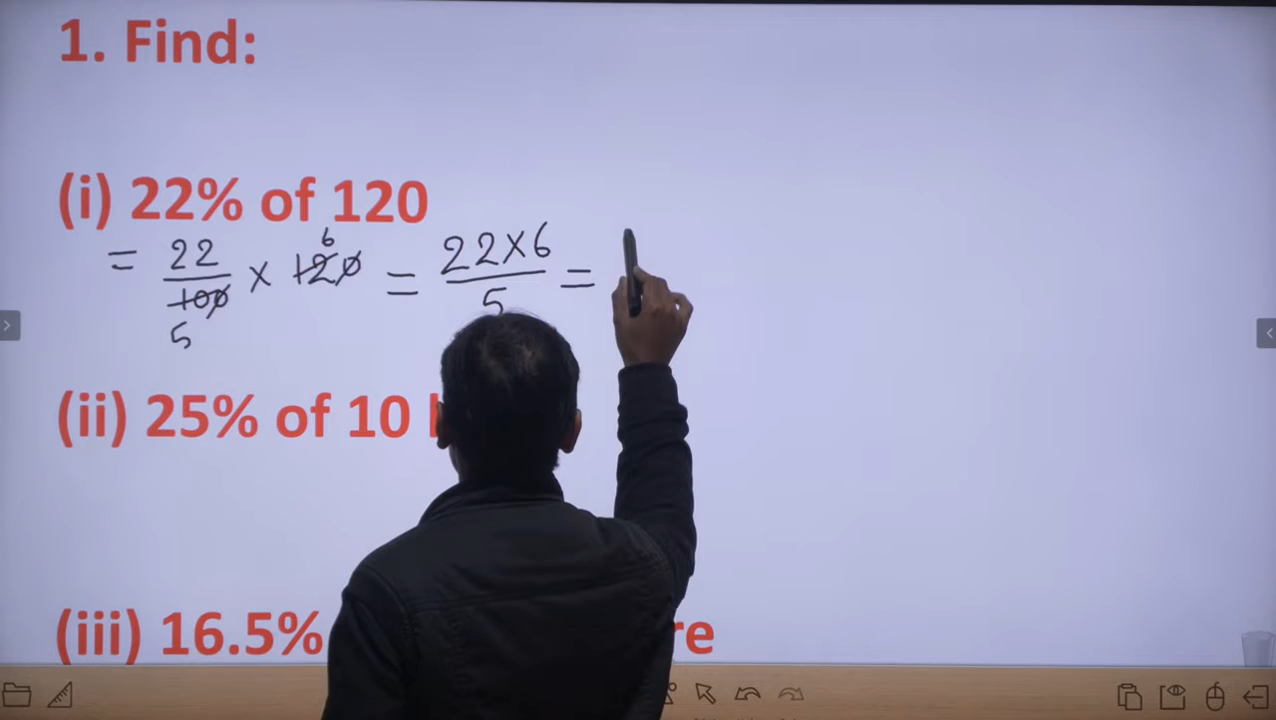 1. Find:
(i) 22% of 120
= 22/100 × 120 = 22×6/5 =
6
5
(ii) 25% of 10
(iii) 16.5%